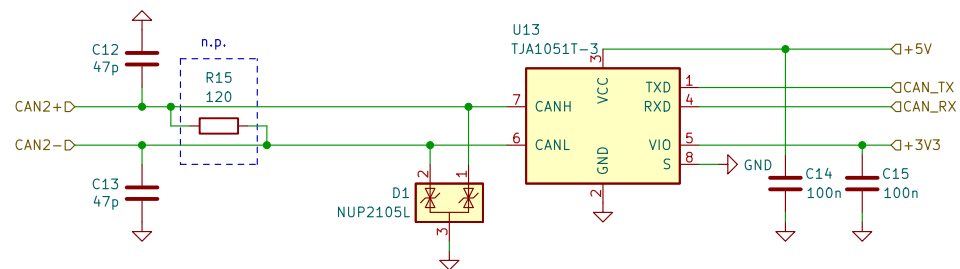 U13
TJA1051T-3
C12
47p
n.p.
R15
120
CAN2+
CAN2-
C13
47p
D1
NUP2105L
2
1
3
7
CANH
6
CANL
3
VCC
GND
2
TXD
1
RXD
4
VIO
5
S
8
GND
+5V
CAN_TX
CAN_RX
+3V3
C14
100n
C15
100n